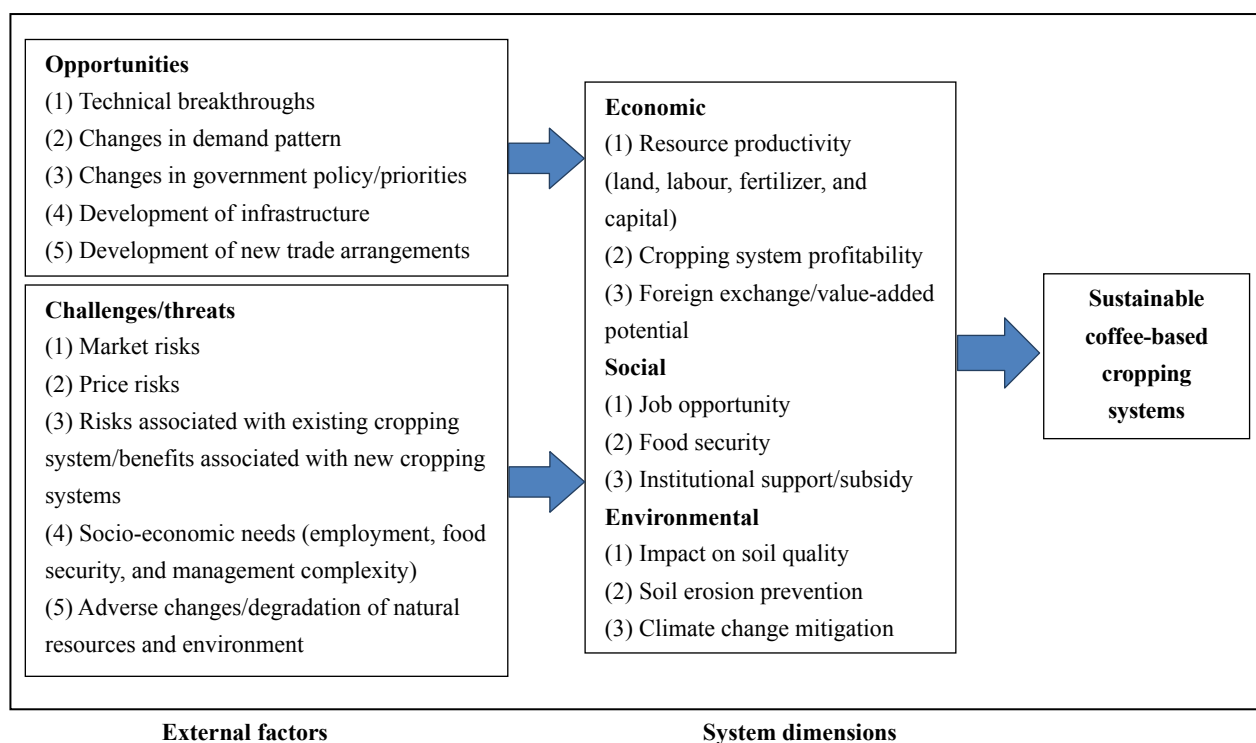 Opportunities
(1) Technical breakthroughs
(2) Changes in demand pattern
(3) Changes in government policy/priorities
(4) Development of infrastructure
(5) Development of new trade arrangements
Challenges/threats
(1) Market risks
(2) Price risks
(3) Risks associated with existing cropping
system/benefits associated with new cropping
systems
(4) Socio-economic needs (employment, food
security, and management complexity)
(5) Adverse changes/degradation of natural
resources and environment
Economic
(1) Resource productivity
(land, labour, fertilizer, and
capital)
(2) Cropping system profitability
(3) Foreign exchange/value-added
potential
Social
(1) Job opportunity
(2) Food security
(3) Institutional support/subsidy
Environmental
(1) Impact on soil quality
(2) Soil erosion prevention
(3) Climate change mitigation
Sustainable
coffee-based
cropping
systems
External factors
System dimensions